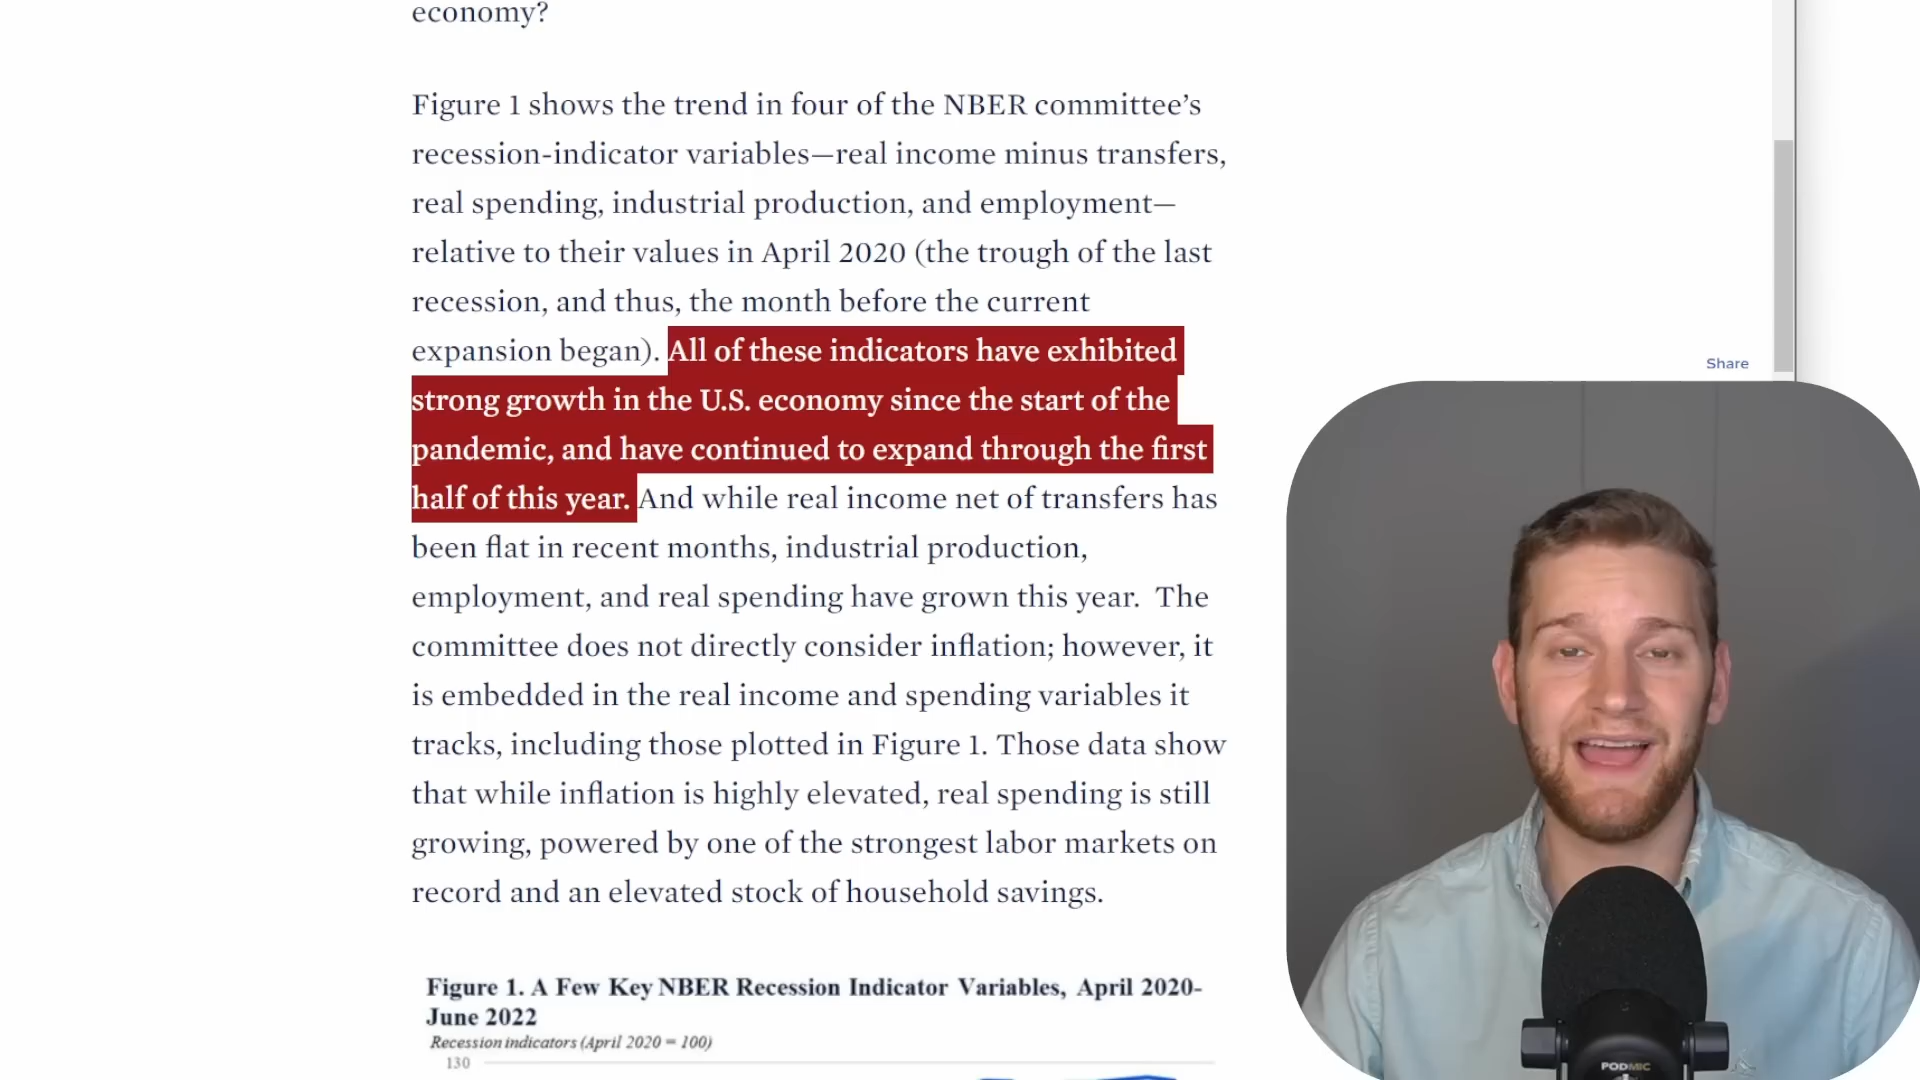 economy?
Figure 1 shows the trend in four of the NBER committee’s
recession-indicator variables—real income minus transfers,
real spending, industrial production, and employment—
relative to their values in April 2020 (the trough of the last
recession, and thus, the month before the current
expansion began). All of these indicators have exhibited
strong growth in the U.S. economy since the start of the
pandemic, and have continued to expand through the first
half of this year. And while real income net of transfers has
been flat in recent months, industrial production,
employment, and real spending have grown this year.  The
committee does not directly consider inflation; however, it
is embedded in the real income and spending variables it
tracks, including those plotted in Figure 1. Those data show
that while inflation is highly elevated, real spending is still
growing, powered by one of the strongest labor markets on
record and an elevated stock of household savings.
Figure 1. A Few Key NBER Recession Indicator Variables, April 2020-
June 2022
Recession indicators (April 2020 = 100)
130
Share
PODMIC